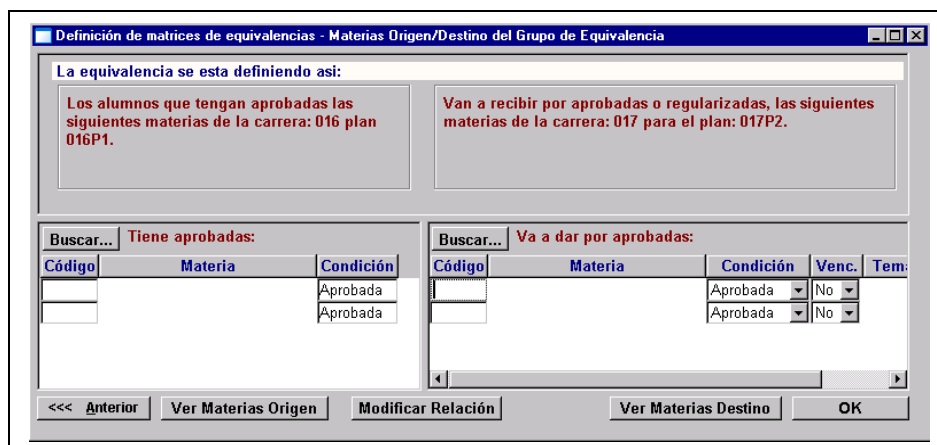 Definición de matrices de equivalencias - Materias Origen/Destino del Grupo de Equivalencia
La equivalencia se esta definiendo asi:
Los alumnos que tengan aprobadas las
siguientes materias de la carrera: 016 plan
016P1.
Van a recibir por aprobadas o regularizadas, las siguientes
materias de la carrera: 017 para el plan: 017P2.
Buscar... Tiene aprobadas:
Código Materia Condición
Aprobada
Aprobada
Buscar... Va a dar por aprobadas:
Código Materia Condición Venc.
Aprobada No
Aprobada No
<<< Anterior Ver Materias Origen Modificar Relación Ver Materias Destino OK